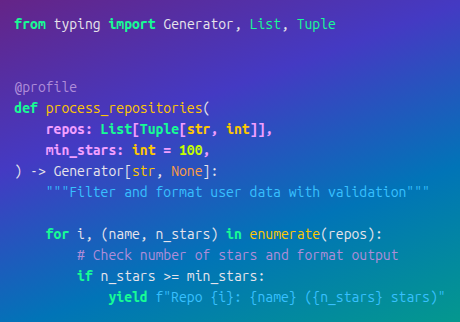 from typing import Generator, List, Tuple
@profile
def process_repositories(
    repos: List[Tuple[str, int]],
    min_stars: int = 100,
) -> Generator[str, None]:
    """Filter and format user data with validation"""
    for i, (name, n_stars) in enumerate(repos):
        # Check number of stars and format output
        if n_stars >= min_stars:
            yield f"Repo {i}: {name} ({n_stars} stars)"